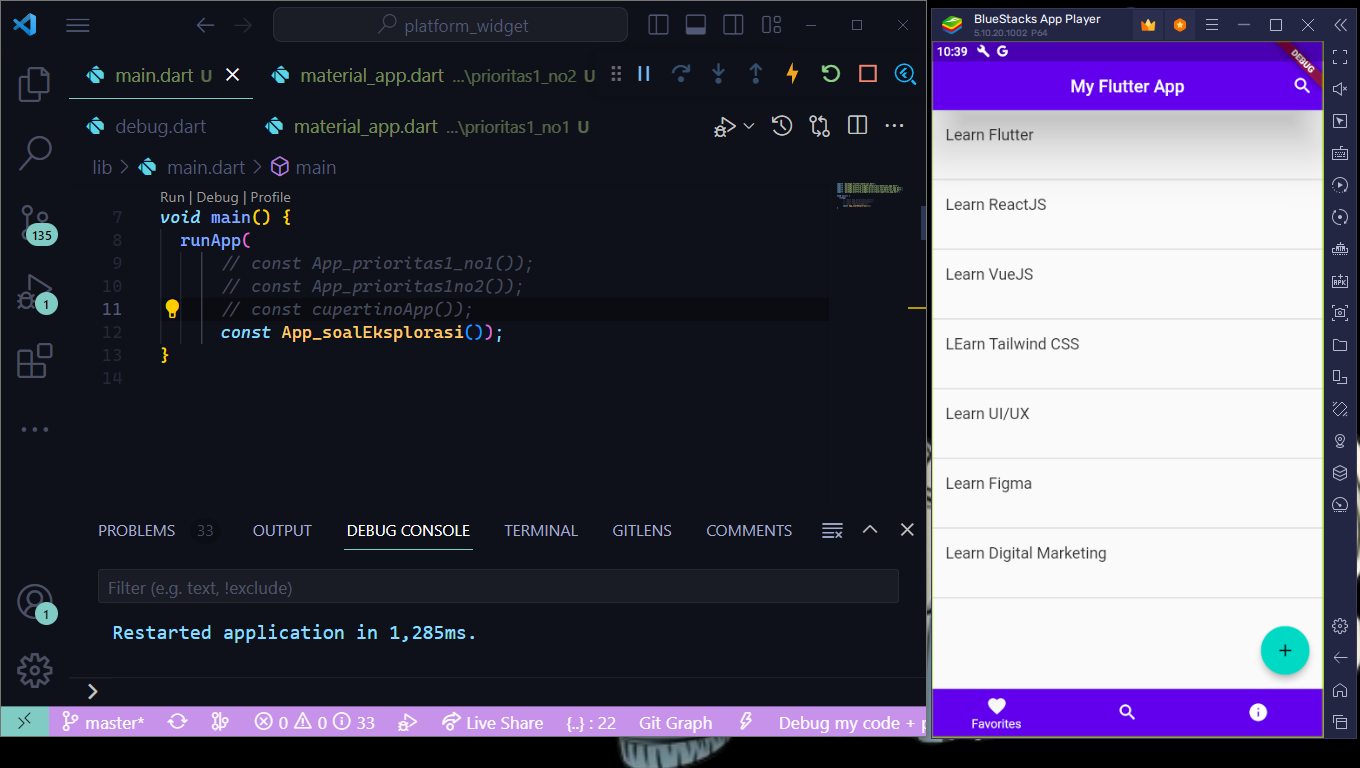 platform_widget
main.dart U
material_app.dart ...\prioritas1_no2 U
debug.dart
material_app.dart ...\prioritas1_no1 U
lib > main.dart > main
Run | Debug | Profile
7 void main() {
8 runApp(
9 // const App_prioritas1_no1());
10 // const App_prioritas1no2());
11 // const cupertinoApp());
12 const App_soalEksplorasi());
13 }
14
135
1
PROBLEMS 33 OUTPUT DEBUG CONSOLE TERMINAL GITLENS COMMENTS
Filter (e.g. text, !exclude)
Restarted application in 1,285ms.
1
master* 0 0 33 Live Share {..} : 22 Git Graph Debug my code + p
BlueStacks App Player
5.10.20.1002 P64
10:39 G
DEBUG
My Flutter App
Learn Flutter
Learn ReactJS
Learn VueJS
LEarn Tailwind CSS
Learn UI/UX
Learn Figma
Learn Digital Marketing
+
Favorites